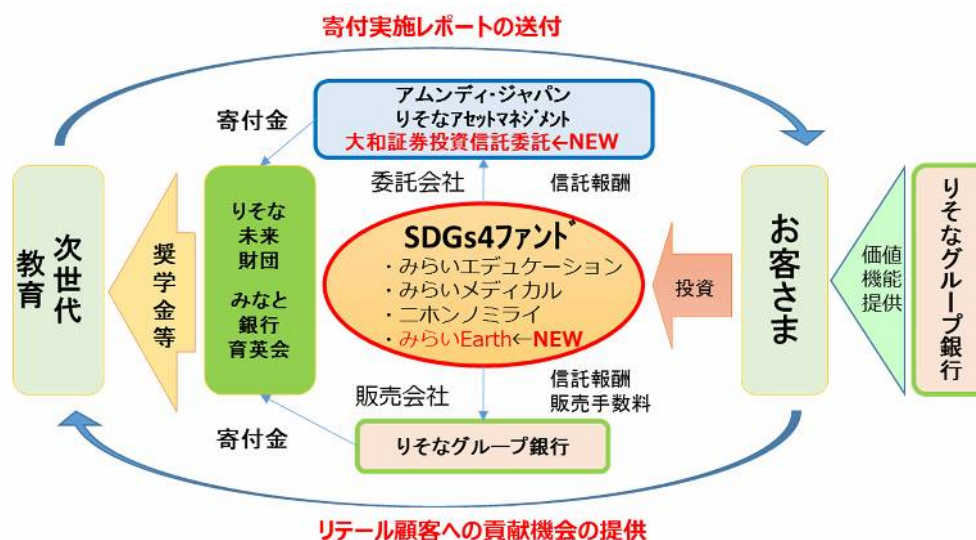 寄付実施レポートの送付
アムンディ・ジャパン
りそなアセットマネジメント
大和証券投資信託委託←NEW
寄付金
委託会社
信託報酬
次世代
教育
奨学金等
りそな
未来
財団
みなと
銀行
育英会
SDGs4ファンド
・みらいエデュケーション
・みらいメディカル
・ニホンノミライ
・みらいEarth←NEW
投資
お客さま
価値
機能
提供
りそなグループ銀行
販売会社
信託報酬
販売手数料
寄付金
りそなグループ銀行
リテール顧客への貢献機会の提供